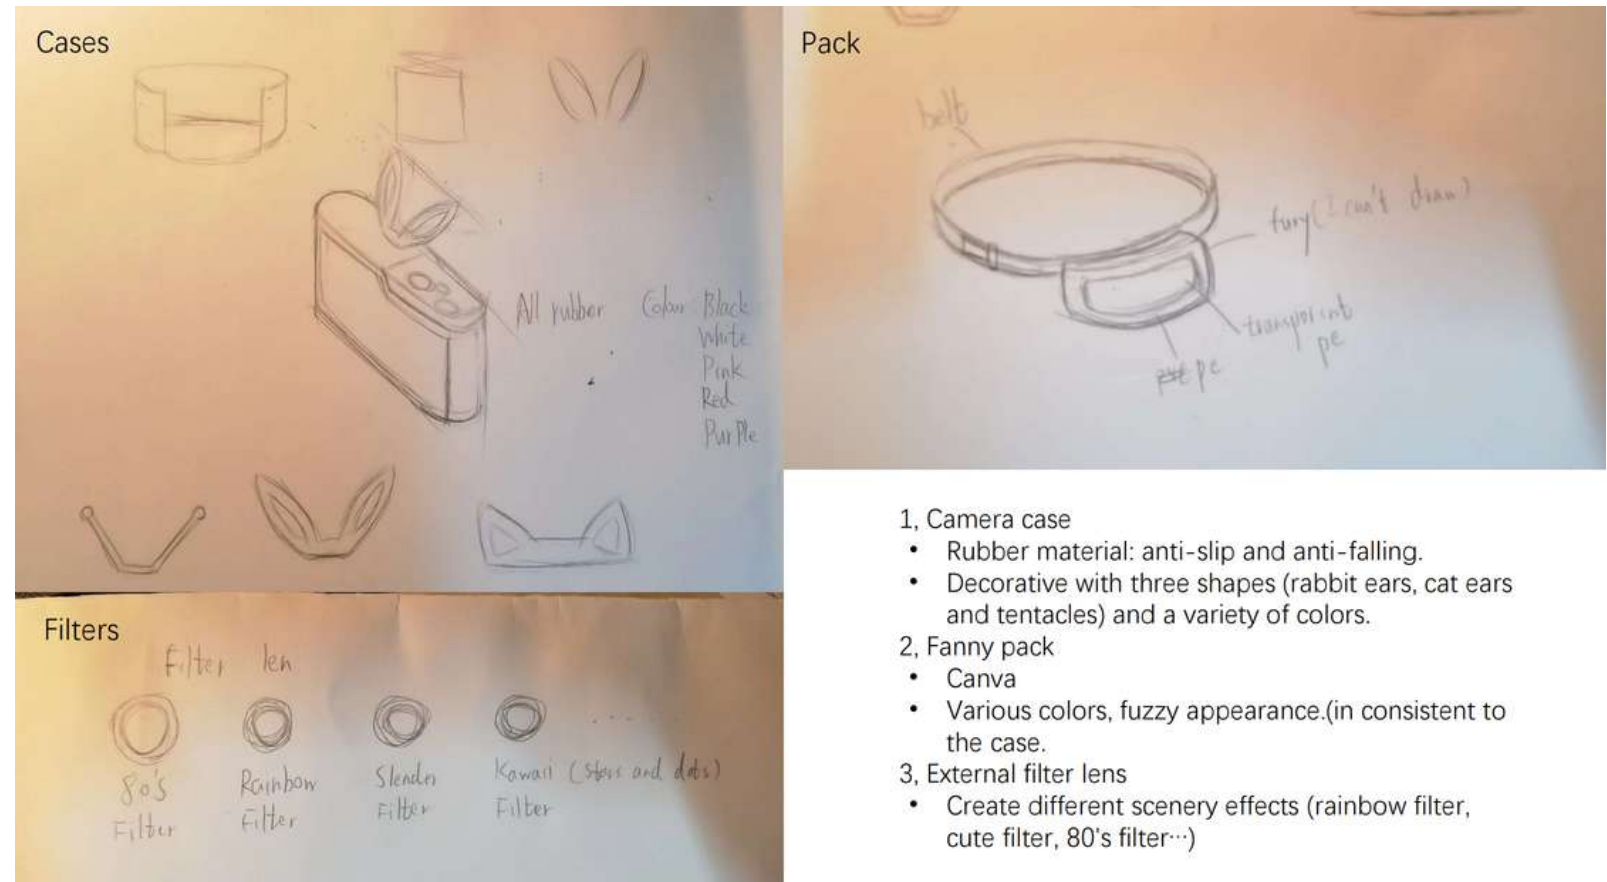 Cases
All rubber
Colour Black
White
Pink
Red
Purple
Pack
belt
fury (I can't draw)
transparent
pe
pe
Filters
Filter len
80's
Filter
Rainbow
Filter
Slender
Filter
Kawaii (stars and dots)
Filter
1, Camera case
• Rubber material: anti-slip and anti-falling.
• Decorative with three shapes (rabbit ears, cat ears
and tentacles) and a variety of colors.
2, Fanny pack
• Canva
• Various colors, fuzzy appearance.(in consistent to
the case.
3, External filter lens
• Create different scenery effects (rainbow filter,
cute filter, 80's filter…)